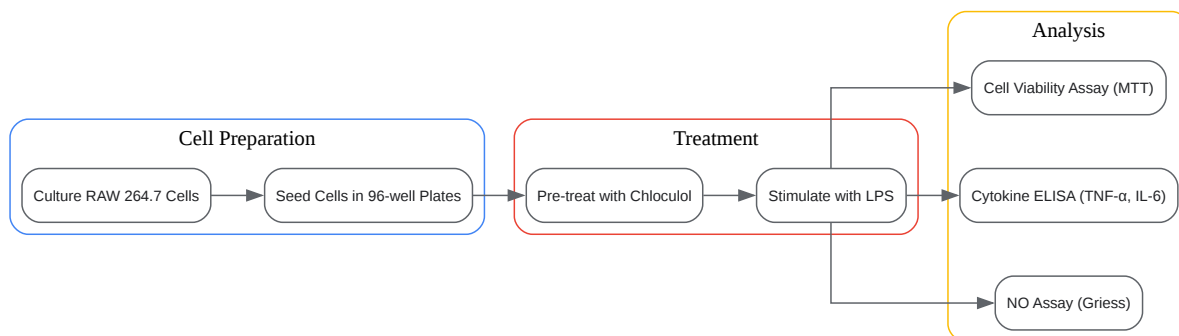 Cell Preparation
Culture RAW 264.7 Cells
Seed Cells in 96-well Plates
Treatment
Pre-treat with Chloculol
Stimulate with LPS
Analysis
Cell Viability Assay (MTT)
Cytokine ELISA (TNF-α, IL-6)
NO Assay (Griess)